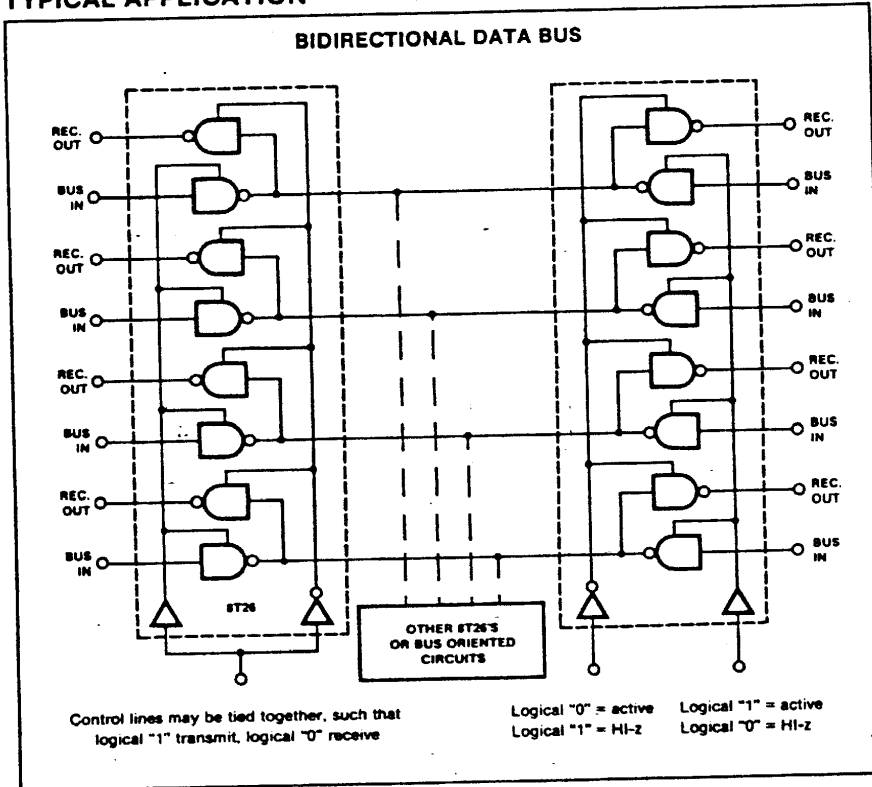 TYPICAL APPLICATION
BIDIRECTIONAL DATA BUS
REC. OUT
BUS IN
REC. OUT
BUS IN
REC. OUT
BUS IN
REC. OUT
BUS IN
REC. OUT
BUS IN
REC. OUT
BUS IN
REC. OUT
BUS IN
REC. OUT
BUS IN
8T26
OTHER 8T26'S
OR BUS ORIENTED
CIRCUITS
Control lines may be tied together, such that
logical "1" transmit, logical "0" receive
Logical "0" = active
Logical "1" = HI-z
Logical "1" = active
Logical "0" = HI-z